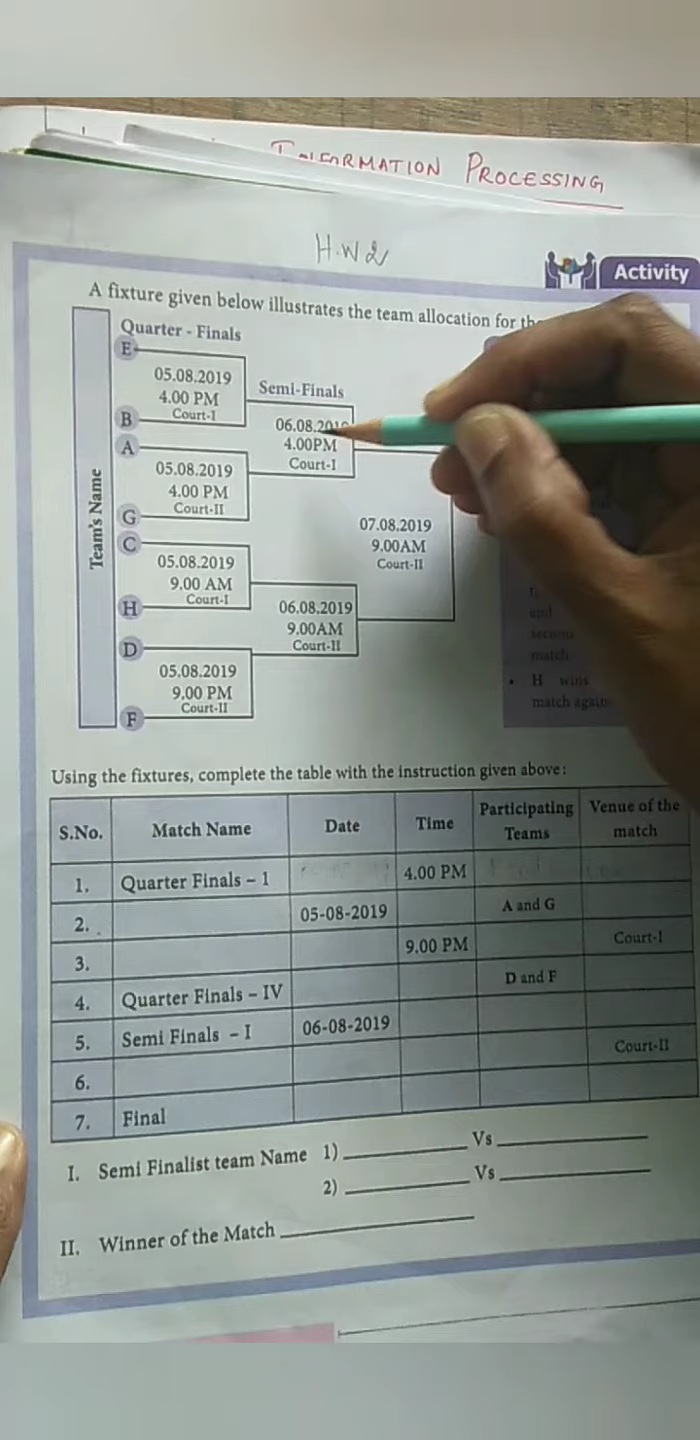 INFORMATION PROCESSING
H.W 2
Activity
A fixture given below illustrates the team allocation for
Quarter - Finals
Semi-Finals
Team's Name
E
05.08.2019
4.00 PM
Court-I
B
A
05.08.2019
4.00 PM
Court-II
G
C
05.08.2019
9.00 AM
Court-I
H
D
05.08.2019
9.00 PM
Court-II
F
06.08.2019
4.00PM
Court-I
06.08.2019
9.00AM
Court-II
07.08.2019
9.00AM
Court-II
and
second
match
• H wins
match
Using the fixtures, complete the table with the instruction given above:
S.No. Match Name Date Time Participating Teams Venue of the match
1. Quarter Finals - 1 4.00 PM
2. 05-08-2019 A and G
3. 9.00 PM Court-I
4. Quarter Finals - IV D and F
5. Semi Finals - I 06-08-2019
6. Court-II
7. Final
I. Semi Finalist team Name 1) Vs
2) Vs
II. Winner of the Match